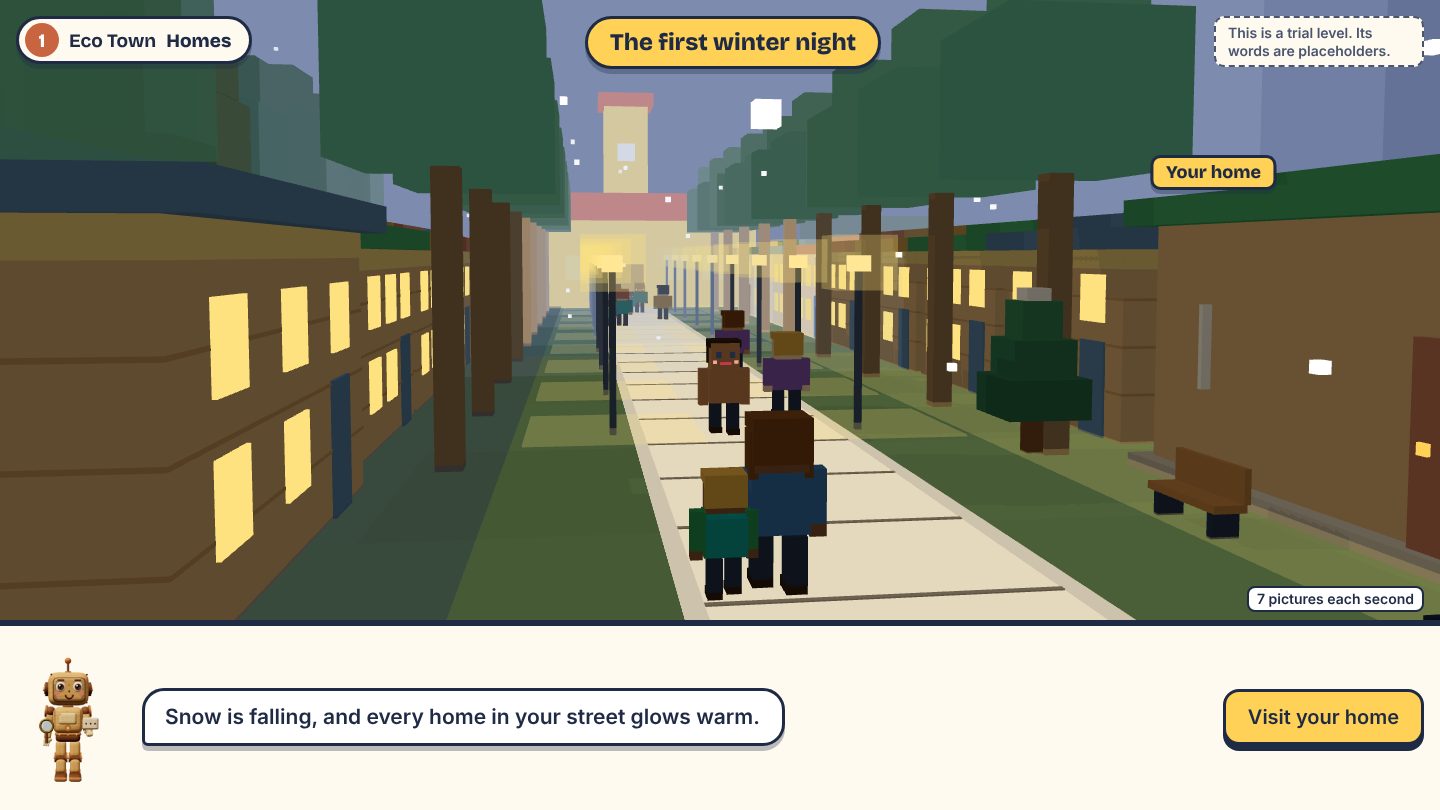 1 Eco Town Homes
The first winter night
This is a trial level. Its
words are placeholders.
Your home
7 pictures each second
Snow is falling, and every home in your street glows warm.
Visit your home